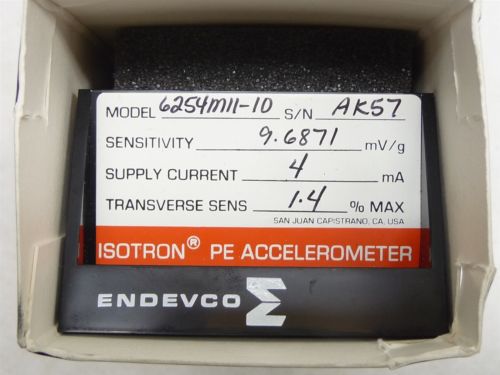 MODEL 6254M11-10 S/N AK57
SENSITIVITY 9.6871 mV/g
SUPPLY CURRENT 4 mA
TRANSVERSE SENS 1.4 % MAX
SAN JUAN CAPISTRANO, CA, USA
ISOTRON® PE ACCELEROMETER
ENDEVCO